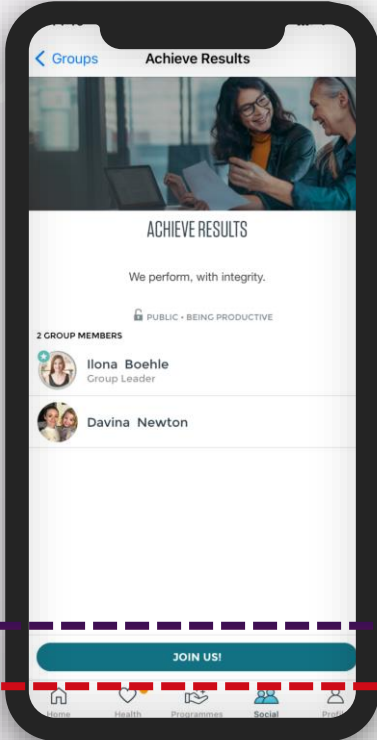 Groups
Achieve Results
ACHIEVE RESULTS
We perform, with integrity.
PUBLIC • BEING PRODUCTIVE
2 GROUP MEMBERS
Ilona Boehle
Group Leader
Davina Newton
JOIN US!
Home Health Programmes Social